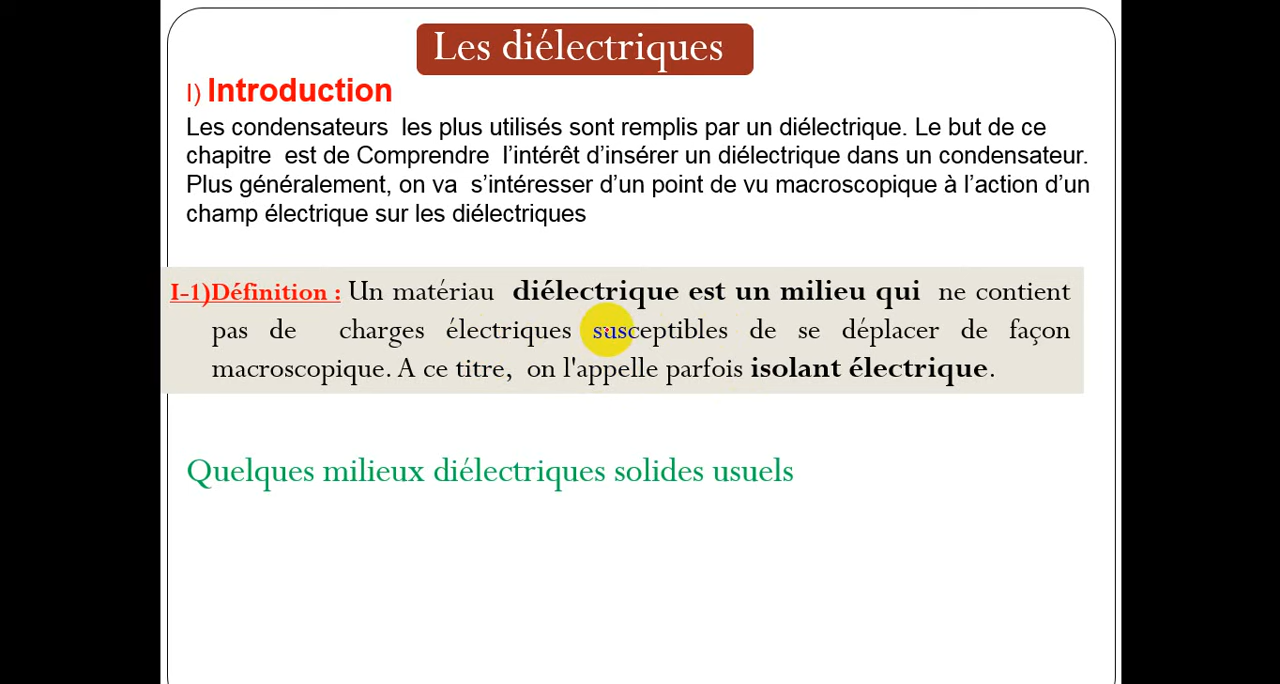 Les diélectriques
I) Introduction
Les condensateurs les plus utilisés sont remplis par un diélectrique. Le but de ce
chapitre est de Comprendre l’intérêt d’insérer un diélectrique dans un condensateur.
Plus généralement, on va s’intéresser d’un point de vu macroscopique à l’action d’un
champ électrique sur les diélectriques
I-1)Définition : Un matériau diélectrique est un milieu qui ne contient
pas de charges électriques susceptibles de se déplacer de façon
macroscopique. A ce titre, on l'appelle parfois isolant électrique.
Quelques milieux diélectriques solides usuels